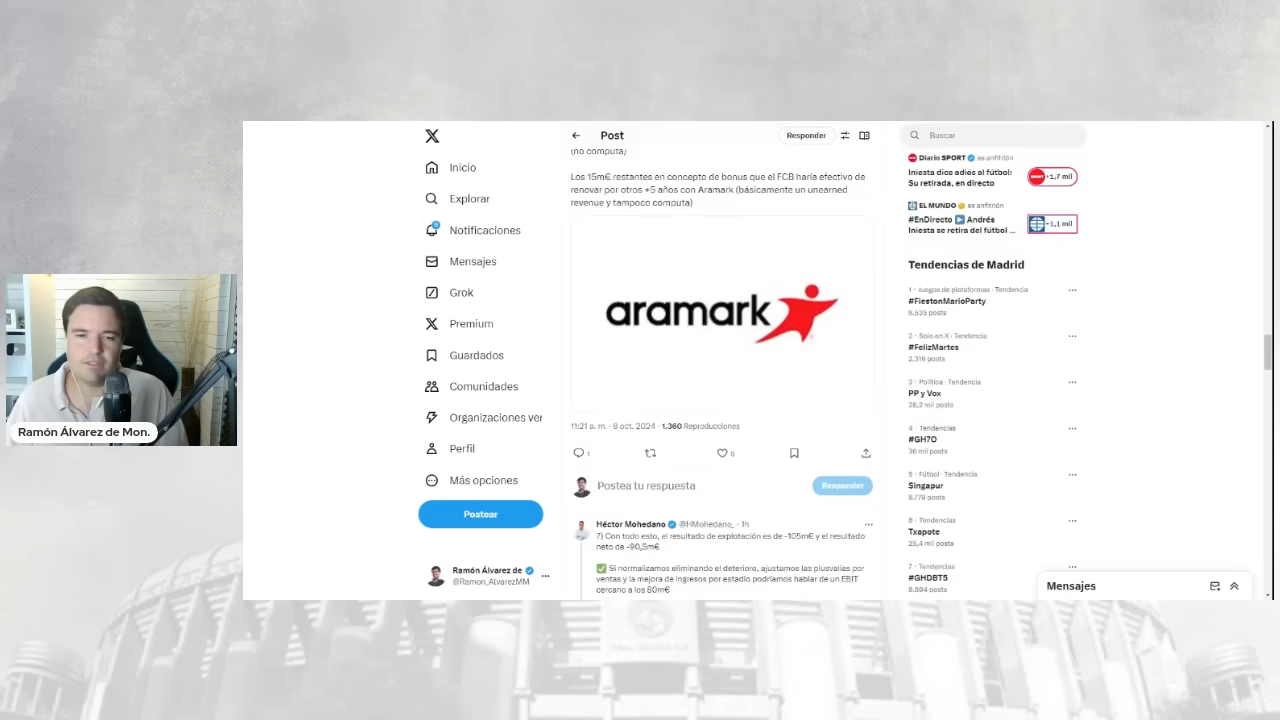 Ramón Álvarez de Mon.
Inicio
Explorar
Notificaciones
Mensajes
Grok
Premium
Guardados
Comunidades
Organizaciones ver
Perfil
Más opciones
Postear
Ramón Álvarez de
@Ramon_AlvarezMM
Post
Responder
(no computa)
Los 15m€ restantes en concepto de bonus que el FCB haría efectivo de
renovar por otros +5 años con Aramark (básicamente un unearned
revenue y tampoco computa)
aramark
11:21 a. m. · 8 oct. 2024 · 1.360 Reproducciones
1
8
Postea tu respuesta
Responder
Héctor Mohedano @HMohedano_ · 1h
7) Con todo esto, el resultado de explotación es de -105m€ y el resultado
neto de -90,5m€
✅ Si normalizamos eliminando el deterioro, ajustamos las plusvalías por
ventas y la mejora de ingresos por estadio podríamos hablar de un EBIT
cercano a los 80m€
Buscar
Diario SPORT es anfitrión
Iniesta dice adiós al fútbol:
Su retirada, en directo
SPORT +1,7 mil
EL MUNDO es anfitrión
#EnDirecto ▶️ Andrés
Iniesta se retira del fútbol ...
+1,1 mil
Tendencias de Madrid
1 · Juegos de plataformas · Tendencia
#FiestonMarioParty
6.535 posts
2 · Solo en X · Tendencia
#FelizMartes
2.316 posts
3 · Política · Tendencia
PP y Vox
28,2 mil posts
4 · Tendencias
#GH7O
36 mil posts
5 · Fútbol · Tendencia
Singapur
8.779 posts
6 · Tendencias
Txapote
25,4 mil posts
7 · Tendencias
#GHDBT5
8.894 posts
Mensajes